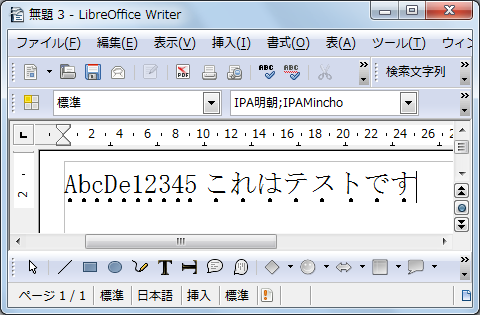 無題 3 - LibreOffice Writer
ファイル(F) 編集(E) 表示(V) 挿入(I) 書式(O) 表(A) ツール(T) ウィン
PDF ABC ABC 検索文字列
標準 IPA明朝;IPAMincho
2 4 6 8 10 12 14 16 18 20 22 24 26
2
AbcDe12345 これはテストです
T
ページ 1 / 1 標準 日本語 挿入 標準